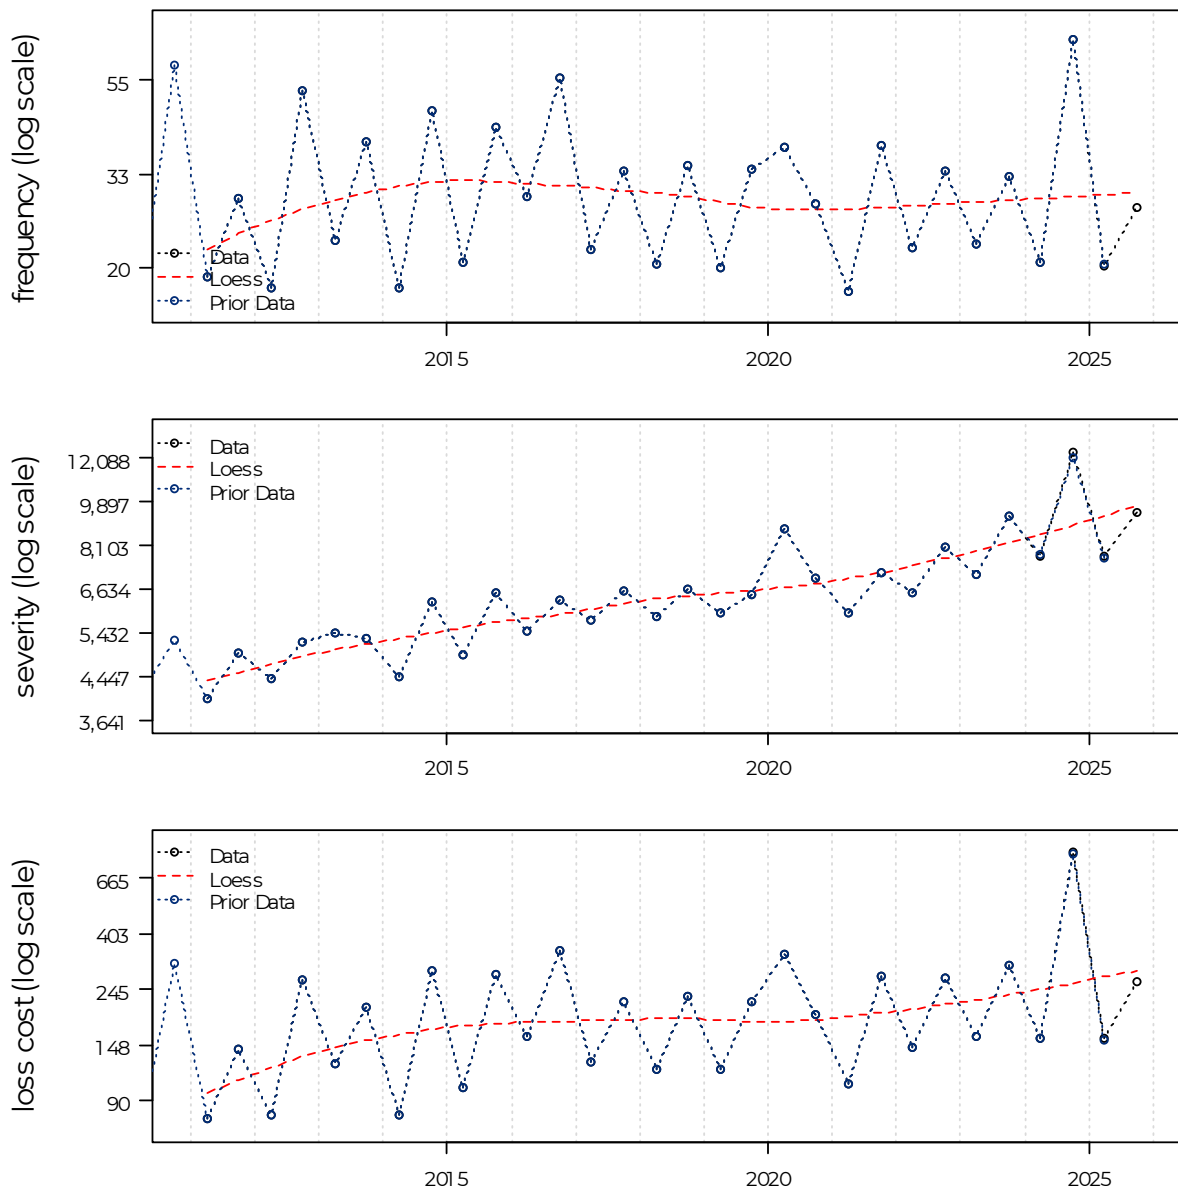 frequency (log scale)
55
33
20
Data
Loess
Prior Data
2015
2020
2025
severity (log scale)
12,088
9,897
8,103
6,634
5,432
4,447
3,641
Data
Loess
Prior Data
2015
2020
2025
loss cost (log scale)
665
403
245
148
90
Data
Loess
Prior Data
2015
2020
2025